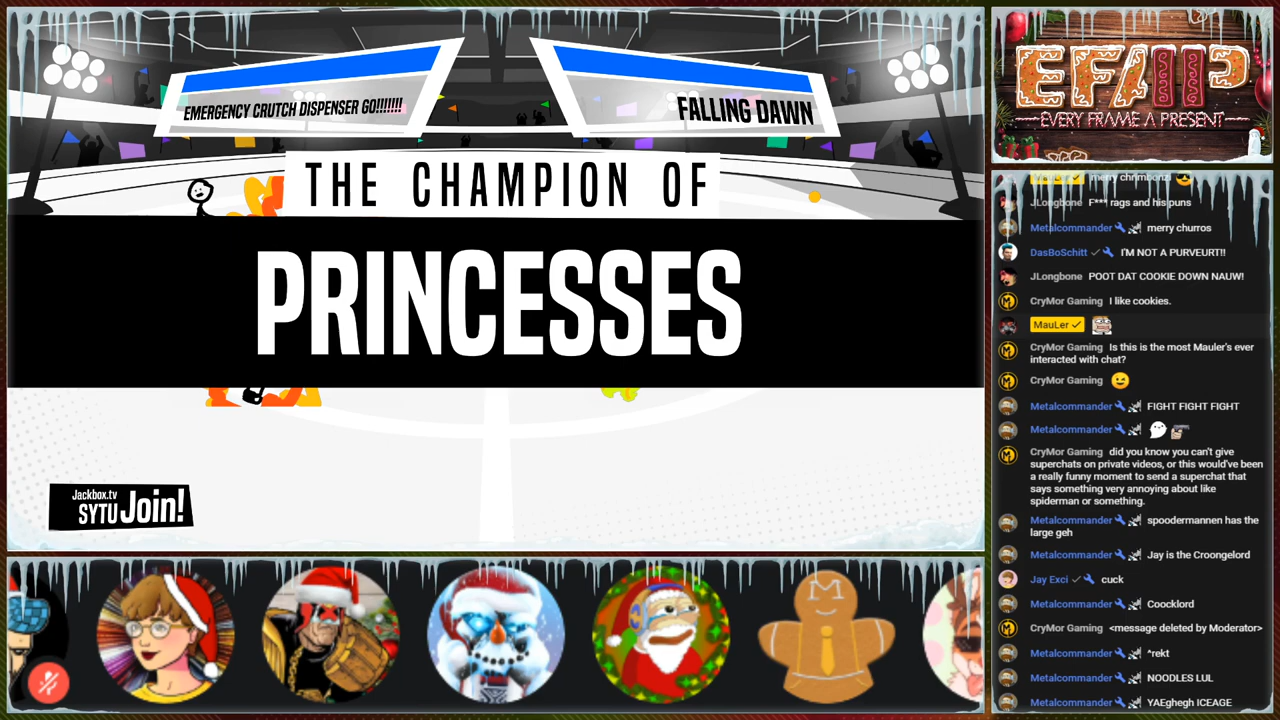 EMERGENCY CRUTCH DISPENSER GO!!!!!!!
FALLING DAWN
THE CHAMPION OF
PRINCESSES
Jackbox.tv
SYTU Join!
EFAP
EVERY FRAME A PRESENT
JLongbone F*** rags and his puns
Metalcommander merry churros
DasBoSchitt I'M NOT A PURVEURT!!
JLongbone POOT DAT COOKIE DOWN NAUW!
CryMor Gaming I like cookies.
MauLer
CryMor Gaming Is this is the most Mauler's ever
interacted with chat?
CryMor Gaming
Metalcommander FIGHT FIGHT FIGHT
Metalcommander
CryMor Gaming did you know you can't give
superchats on private videos, or this would've been
a really funny moment to send a superchat that
says something very annoying about like
spiderman or something.
Metalcommander spoodermannen has the
large geh
Metalcommander Jay is the Croongelord
Jay Exci cuck
Metalcommander Coocklord
CryMor Gaming <message deleted by Moderator>
Metalcommander ^rekt
Metalcommander NOODLES LUL
Metalcommander YAEghegh ICEAGE
M